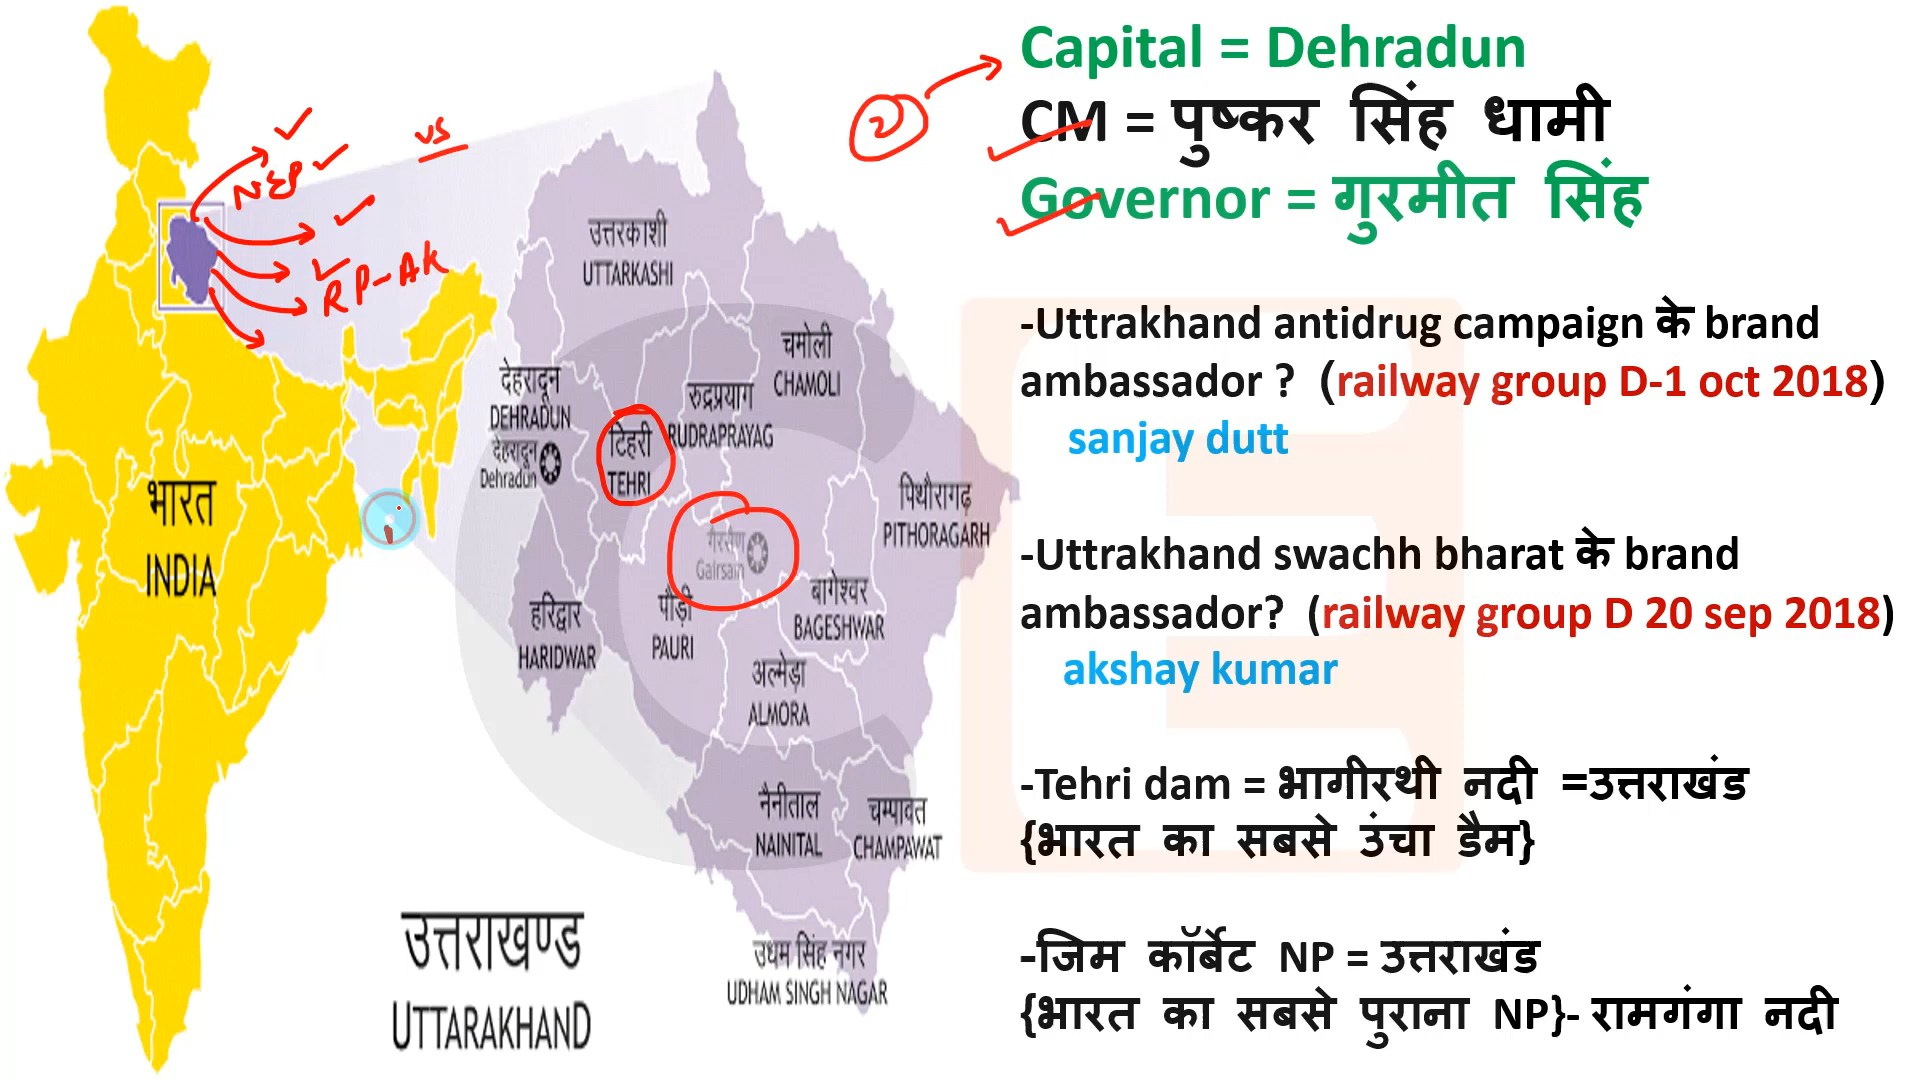 Capital = Dehradun
CM = पुष्कर सिंह धामी
Governor = गुरमीत सिंह
-Uttrakhand antidrug campaign के brand
ambassador ? (railway group D-1 oct 2018)
sanjay dutt
-Uttrakhand swachh bharat के brand
ambassador? (railway group D 20 sep 2018)
akshay kumar
-Tehri dam = भागीरथी नदी =उत्तराखंड
{भारत का सबसे उंचा डैम}
-जिम कॉर्बेट NP = उत्तराखंड
{भारत का सबसे पुराना NP}- रामगंगा नदी
2
vs
NEP
RP-AK
भारत
INDIA
उत्तरकाशी
UTTARKASHI
चमोली
CHAMOLI
देहरादून
DEHRADUN
देहरादून
Dehradun
रुद्रप्रयाग
RUDRAPRAYAG
टिहरी
TEHRI
पिथौरागढ़
PITHORAGARH
गैरसैण
Gairsain
हरिद्वार
HARIDWAR
पौड़ी
PAURI
बागेश्वर
BAGESHWAR
अल्मेड़ा
ALMORA
नैनीताल
NAINITAL
चम्पावत
CHAMPAWAT
उधम सिंह नगर
UDHAM SINGH NAGAR
उत्तराखण्ड
UTTARAKHAND